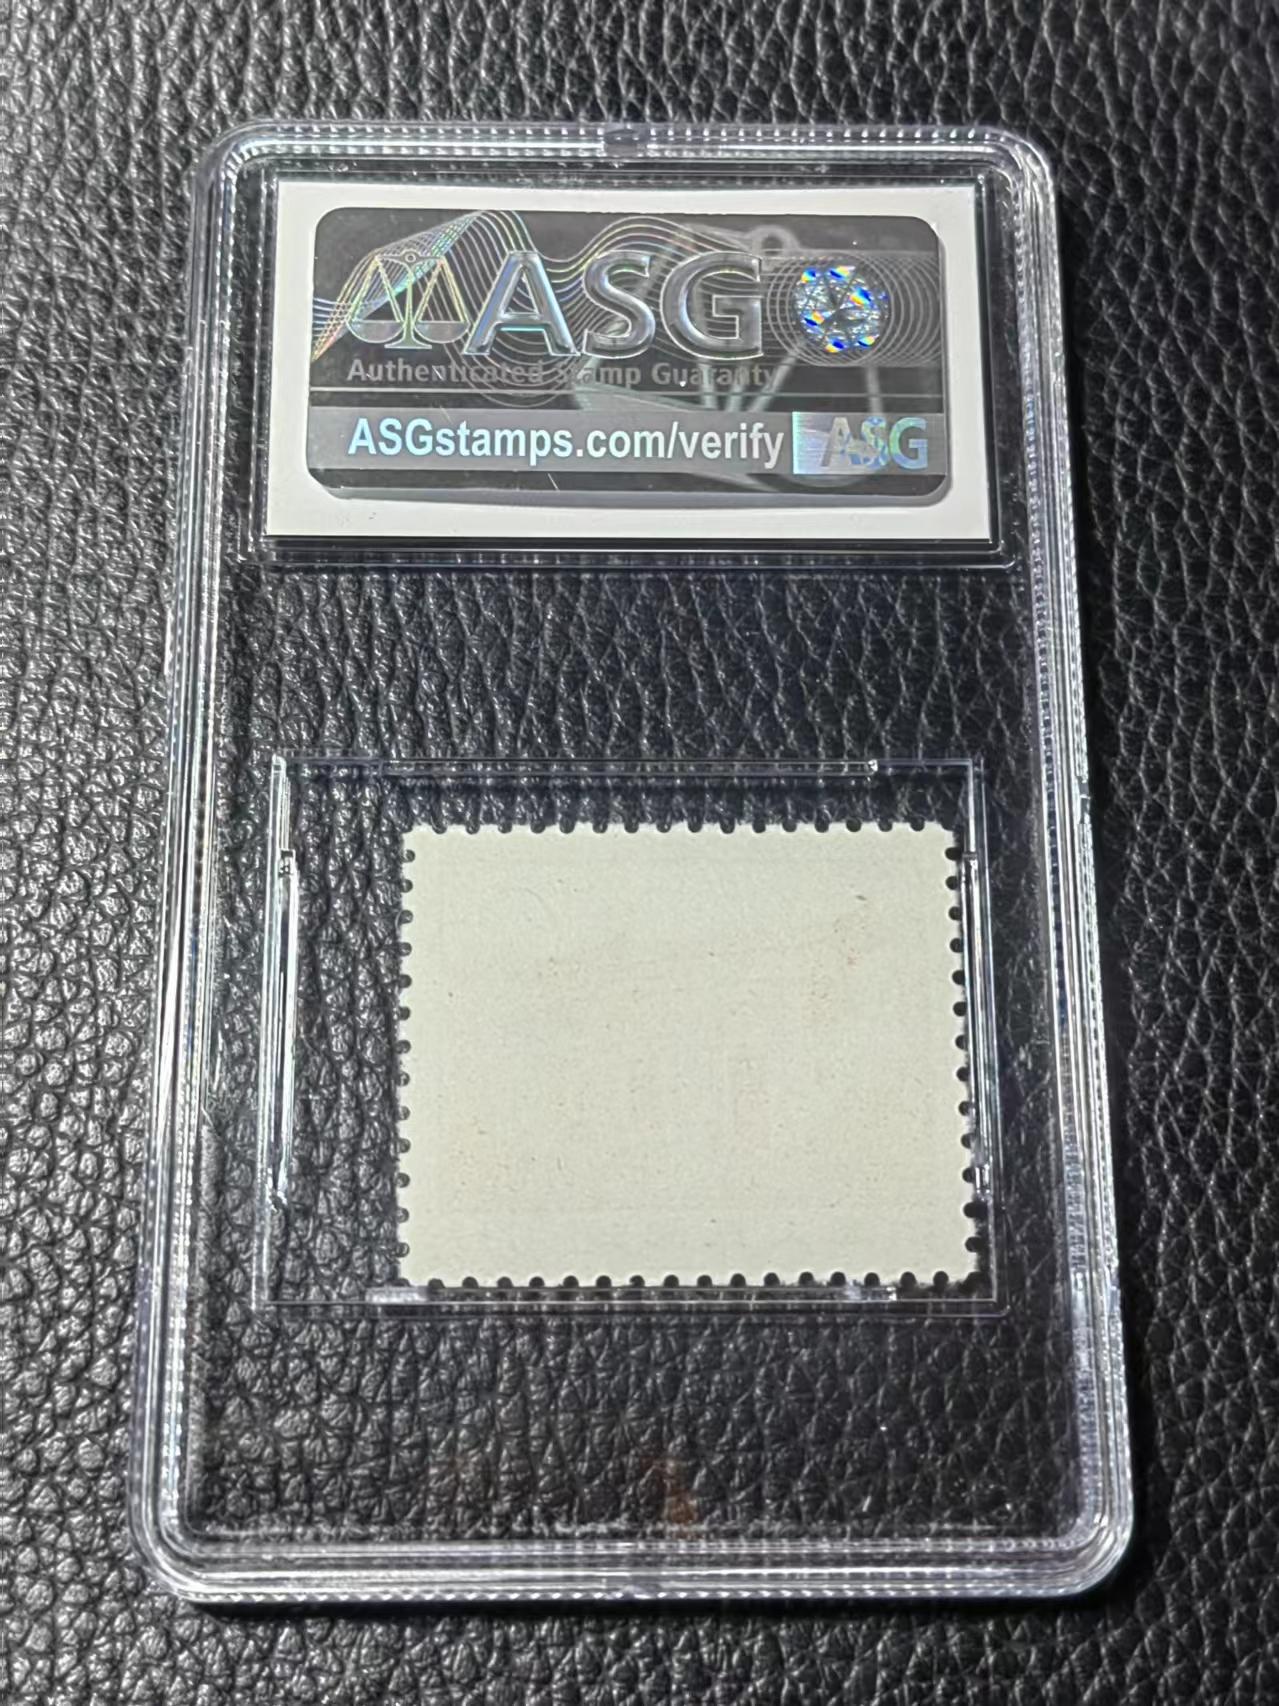 ASG
Authenticated Stamp Guaranty
ASGstamps.com/verify ASG